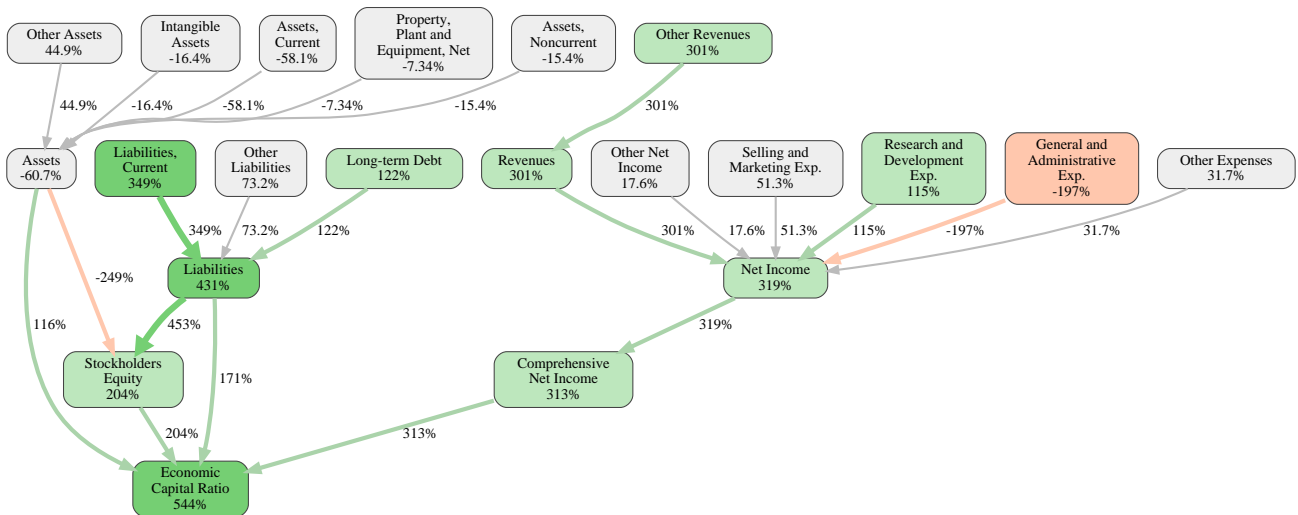 Other Assets
44.9%
Intangible
Assets
-16.4%
Assets,
Current
-58.1%
Property,
Plant and
Equipment, Net
-7.34%
Assets,
Noncurrent
-15.4%
Other Revenues
301%
44.9%
-16.4%
-58.1%
-7.34%
-15.4%
301%
Assets
-60.7%
Liabilities,
Current
349%
Other
Liabilities
73.2%
Long-term Debt
122%
Revenues
301%
Other Net
Income
17.6%
Selling and
Marketing Exp.
51.3%
Research and
Development
Exp.
115%
General and
Administrative
Exp.
-197%
Other Expenses
31.7%
349%
73.2%
122%
301%
17.6%
51.3%
115%
-197%
31.7%
Liabilities
431%
Net Income
319%
-249%
116%
453%
319%
Stockholders
Equity
204%
171%
Comprehensive
Net Income
313%
204%
313%
Economic
Capital Ratio
544%